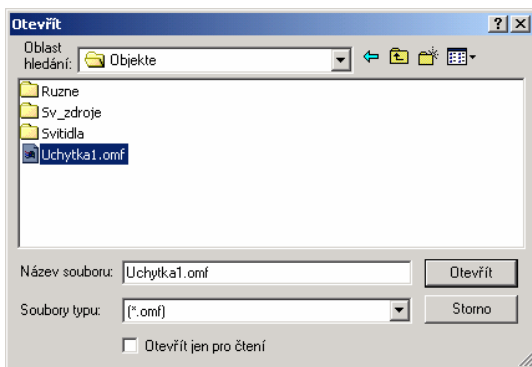 Otevřít
Oblast
hledání: Objekte
Ruzne
Sv_zdroje
Svitidla
Uchytka1.omf
Název souboru: Uchytka1.omf Otevřít
Soubory typu: (*.omf) Storno
Otevřít jen pro čtení